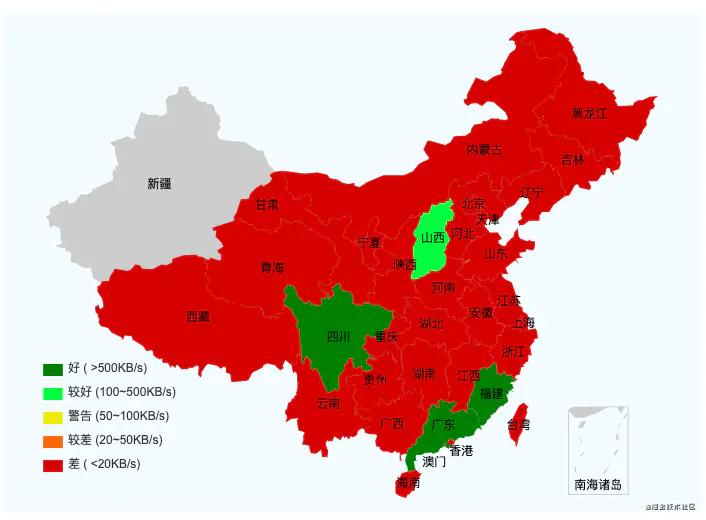 黑龙江
内蒙古
吉林
新疆
辽宁
甘肃
北京
天津
宁夏
山西
河北
山东
陕西
青海
河南
江苏
西藏
安徽
上海
湖北
四川
重庆
浙江
湖南
江西
贵州
福建
云南
广西
广东
台湾
香港
澳门
海南
南海诸岛
好 ( >500KB/s)
较好 (100~500KB/s)
警告 (50~100KB/s)
较差 (20~50KB/s)
差 ( <20KB/s)
@掘金技术社区